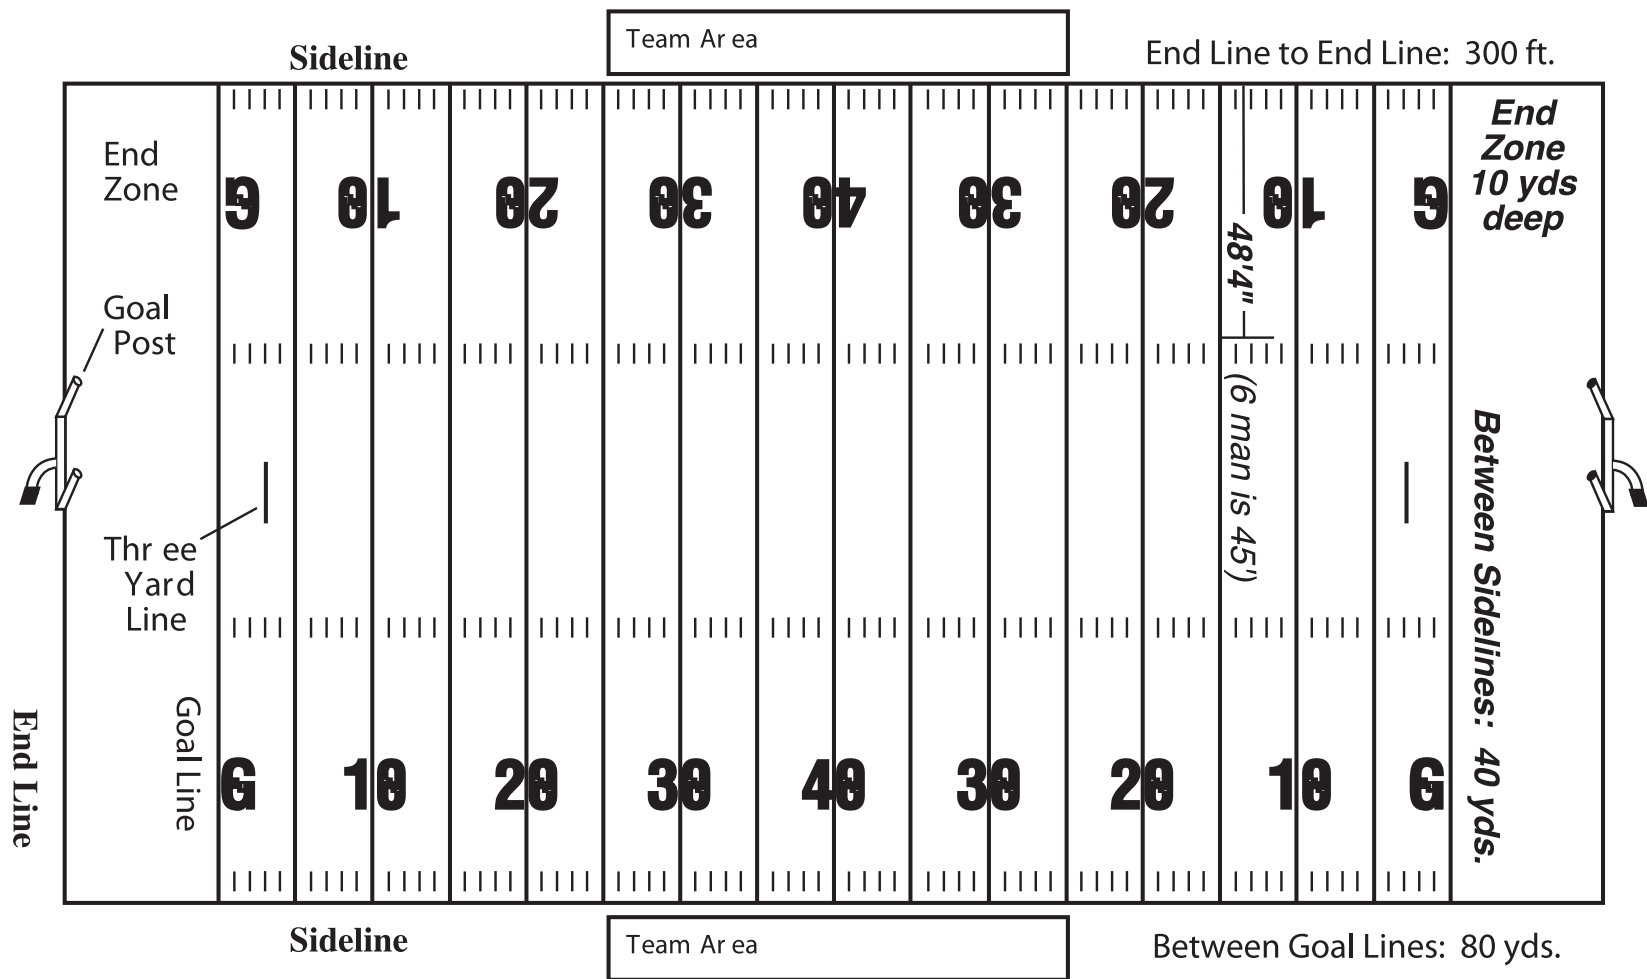 Team Ar ea
Sideline
End Line to End Line: 300 ft.
End
Zone
End
Zone
10 yds
deep
G 10 20 30 40 30 20 10 G
48'4"
Goal
Post
(6 man is 45')
Between Sidelines: 40 yds.
Thr ee
Yard
Line
Goal Line
End Line
G 10 20 30 40 30 20 10 G
Sideline
Team Ar ea
Between Goal Lines: 80 yds.